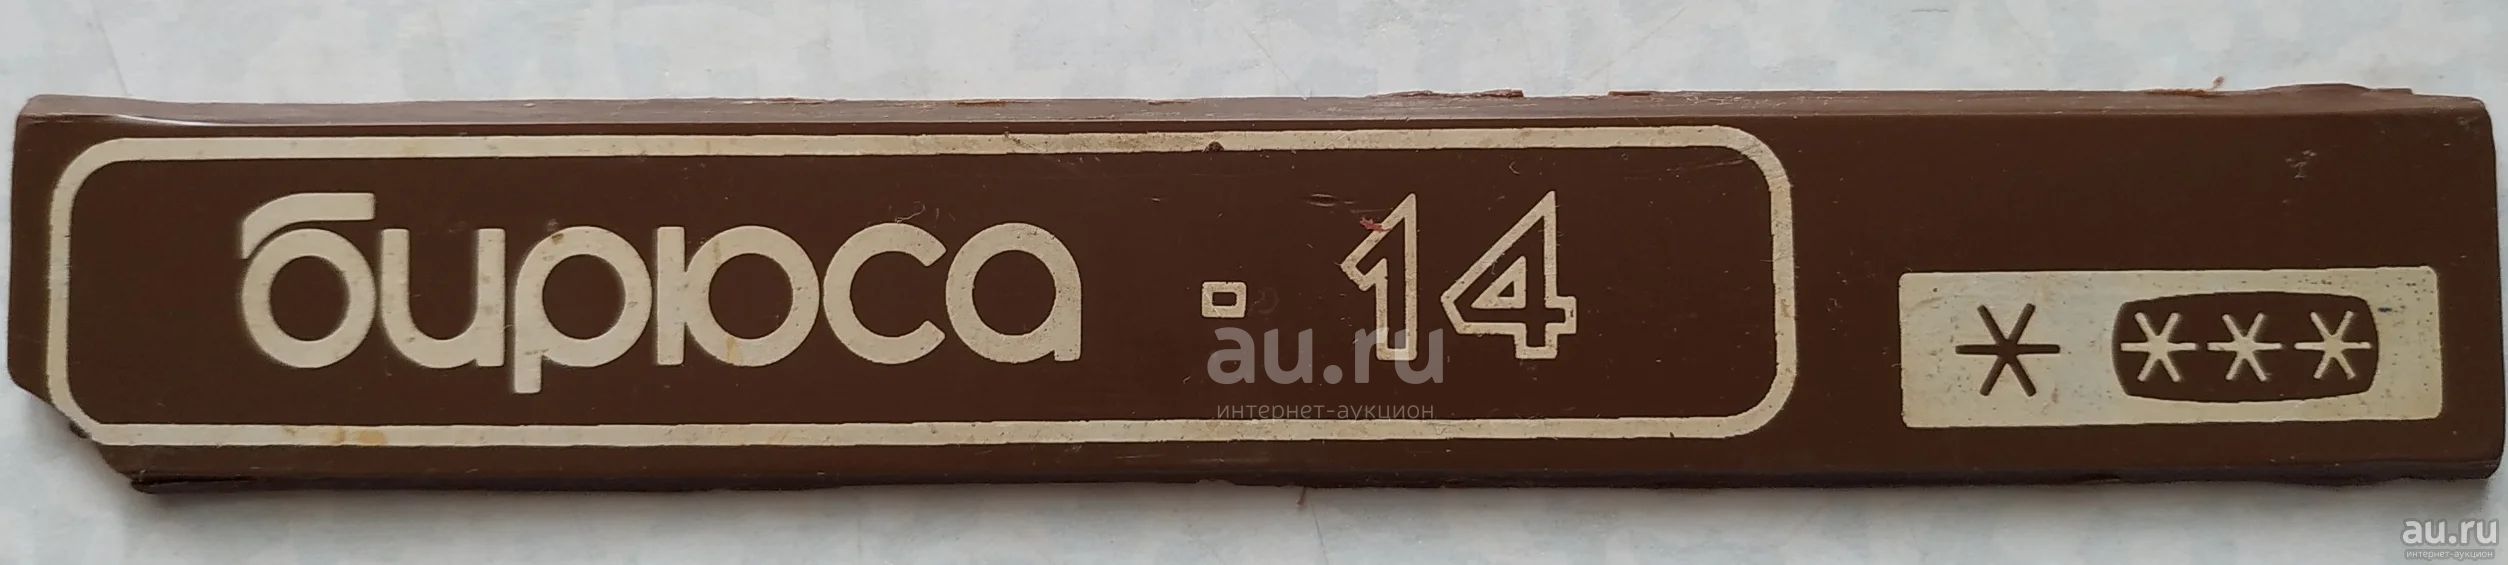 бирюса - 14
* ***
au.ru
интернет-аукцион
au.ru
интернет-аукцион